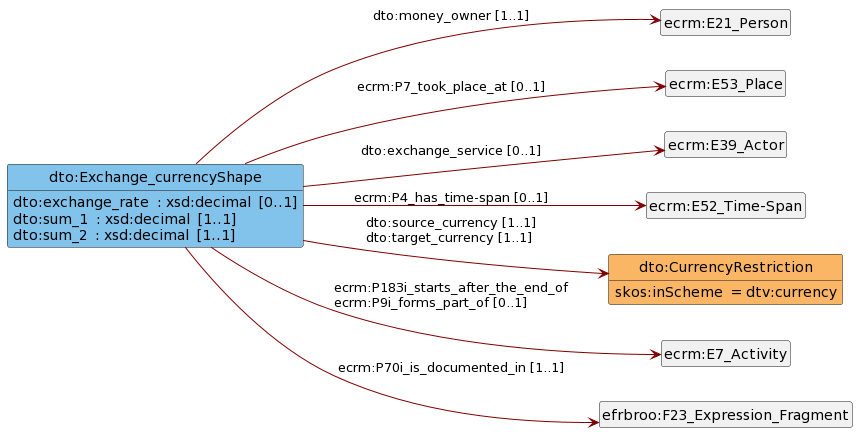 dto:money_owner [1..1]
ecrm:E21_Person
ecrm:P7_took_place_at [0..1]
ecrm:E53_Place
dto:exchange_service [0..1]
ecrm:E39_Actor
dto:Exchange_currencyShape
dto:exchange_rate : xsd:decimal [0..1]
dto:sum_1 : xsd:decimal [1..1]
dto:sum_2 : xsd:decimal [1..1]
ecrm:P4_has_time-span [0..1]
ecrm:E52_Time-Span
dto:source_currency [1..1]
dto:target_currency [1..1]
dto:CurrencyRestriction
skos:inScheme = dtv:currency
ecrm:P183i_starts_after_the_end_of
ecrm:P9i_forms_part_of [0..1]
ecrm:E7_Activity
ecrm:P70i_is_documented_in [1..1]
efrbroo:F23_Expression_Fragment